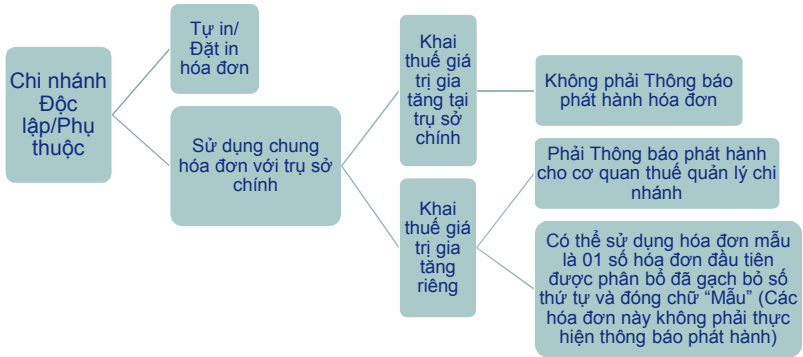 Chi nhánh
Độc
lập/Phụ
thuộc
Tự in/
Đặt in
hóa đơn
Sử dụng chung
hóa đơn với trụ sở
chính
Khai
thuế giá
trị gia
tăng tại
trụ sở
chính
Khai
thuế giá
trị gia
tăng
riêng
Không phải Thông báo
phát hành hóa đơn
Phải Thông báo phát hành
cho cơ quan thuế quản lý chi
nhánh
Có thể sử dụng hóa đơn mẫu
là 01 số hóa đơn đầu tiên
được phân bổ đã gạch bỏ số
thứ tự và đóng chữ “Mẫu” (Các
hóa đơn này không phải thực
hiện thông báo phát hành)